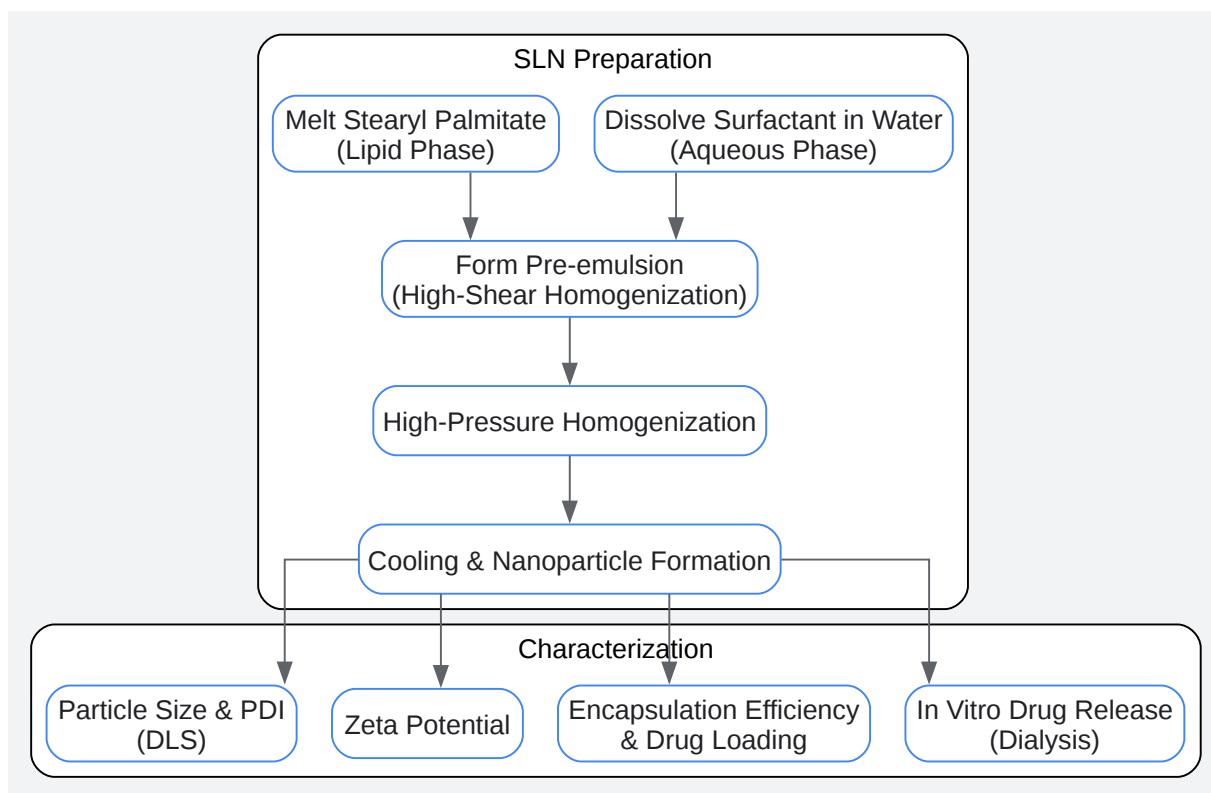 SLN Preparation
Melt Stearyl Palmitate
(Lipid Phase)
Dissolve Surfactant in Water
(Aqueous Phase)
Form Pre-emulsion
(High-Shear Homogenization)
High-Pressure Homogenization
Cooling & Nanoparticle Formation
Characterization
Particle Size & PDI
(DLS)
Zeta Potential
Encapsulation Efficiency
& Drug Loading
In Vitro Drug Release
(Dialysis)